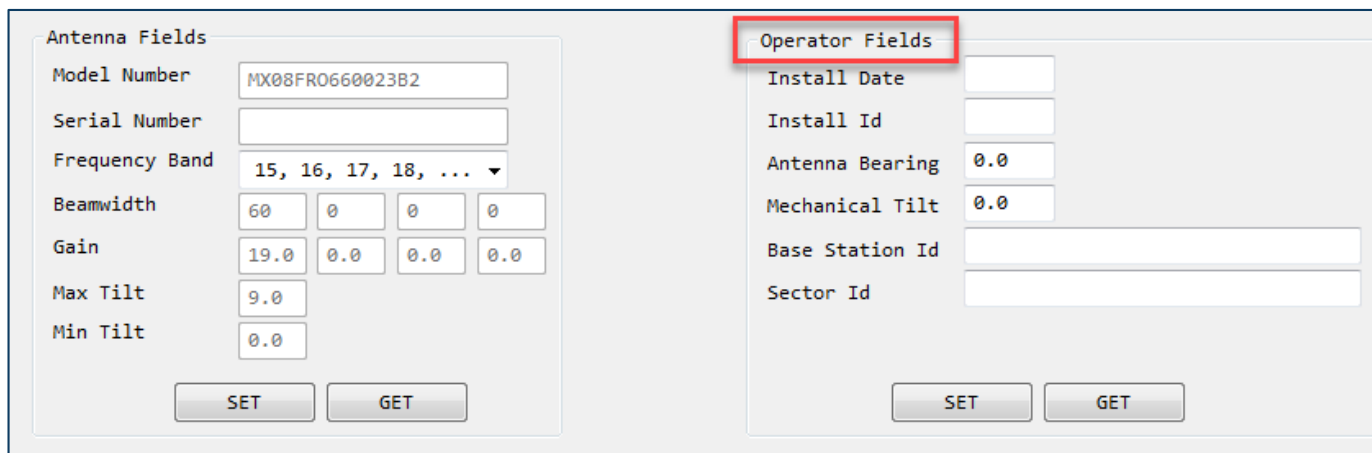 Antenna Fields
Model Number MX08FRO660023B2
Serial Number
Frequency Band 15, 16, 17, 18, ...
Beamwidth 60 0 0 0
Gain 19.0 0.0 0.0 0.0
Max Tilt 9.0
Min Tilt 0.0
SET GET
Operator Fields
Install Date
Install Id
Antenna Bearing 0.0
Mechanical Tilt 0.0
Base Station Id
Sector Id
SET GET